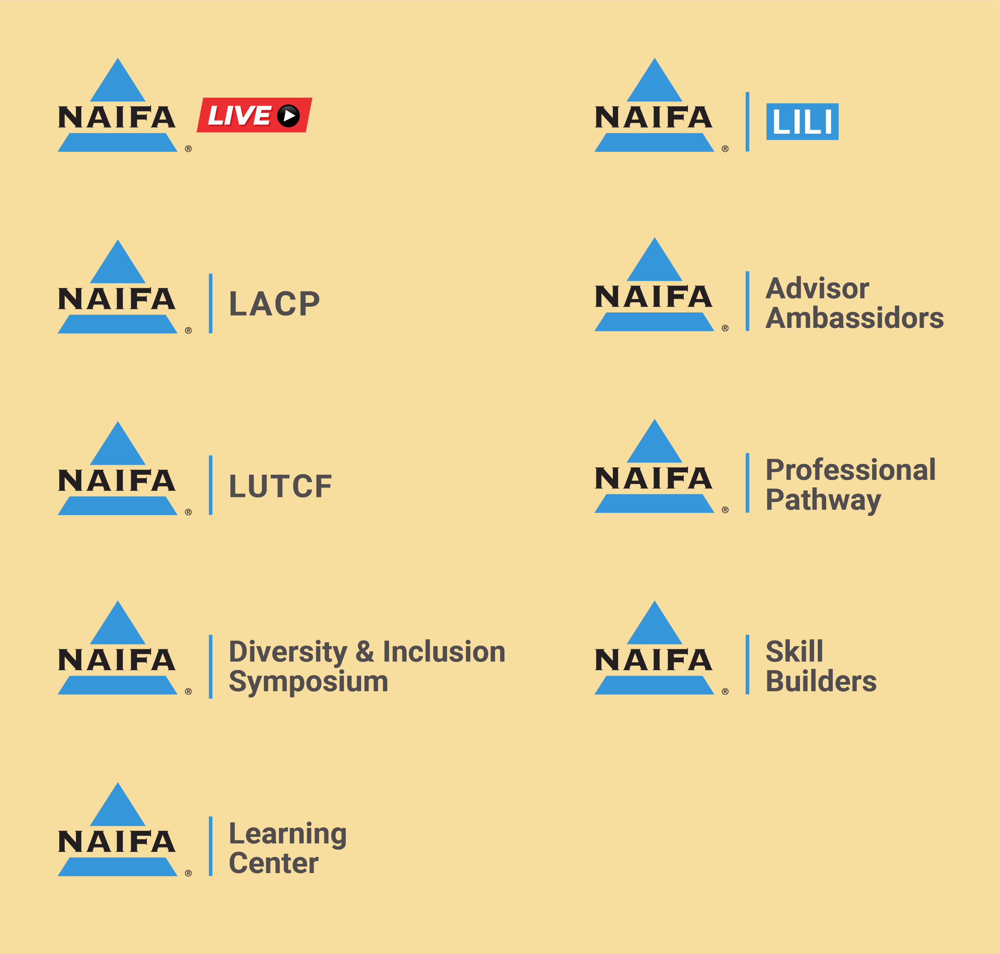 NAIFA ® LIVE
NAIFA ® LILI
NAIFA ® LACP
NAIFA ® Advisor
Ambassidors
NAIFA ® LUTCF
NAIFA ® Professional
Pathway
NAIFA ® Diversity & Inclusion
Symposium
NAIFA ® Skill
Builders
NAIFA ® Learning
Center